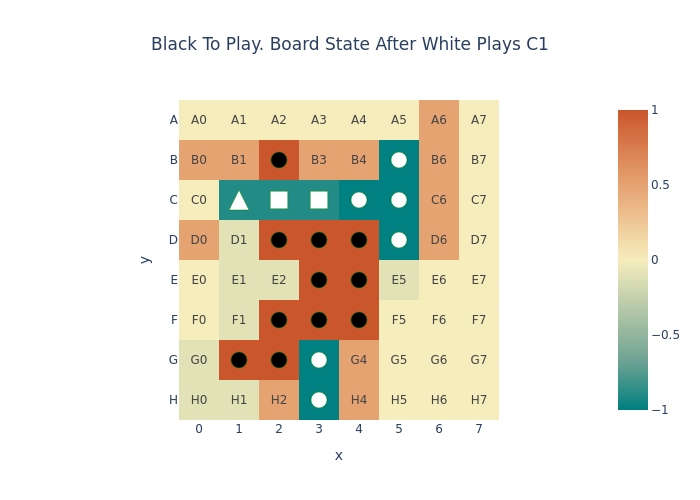 Black To Play. Board State After White Plays C1
A A0 A1 A2 A3 A4 A5 A6 A7
B B0 B1 B3 B4 B6 B7
C C0 C6 C7
D D0 D1 D6 D7
E E0 E1 E2 E5 E6 E7
F F0 F1 F5 F6 F7
G G0 G4 G5 G6 G7
H H0 H1 H2 H4 H5 H6 H7
0 1 2 3 4 5 6 7
x
y
1
0.5
0
−0.5
−1